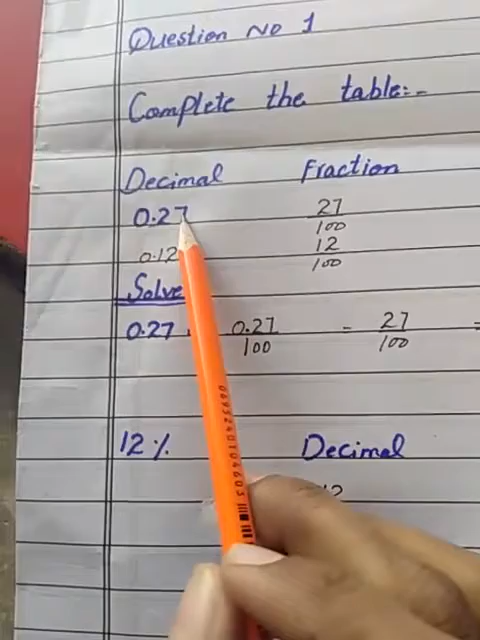 Question No 1
Complete the table:-
Decimal Fraction
0.27 27/100
0.12 12/100
Solve
0.27 0.27/100 = 27/100 =
12% Decimal
12